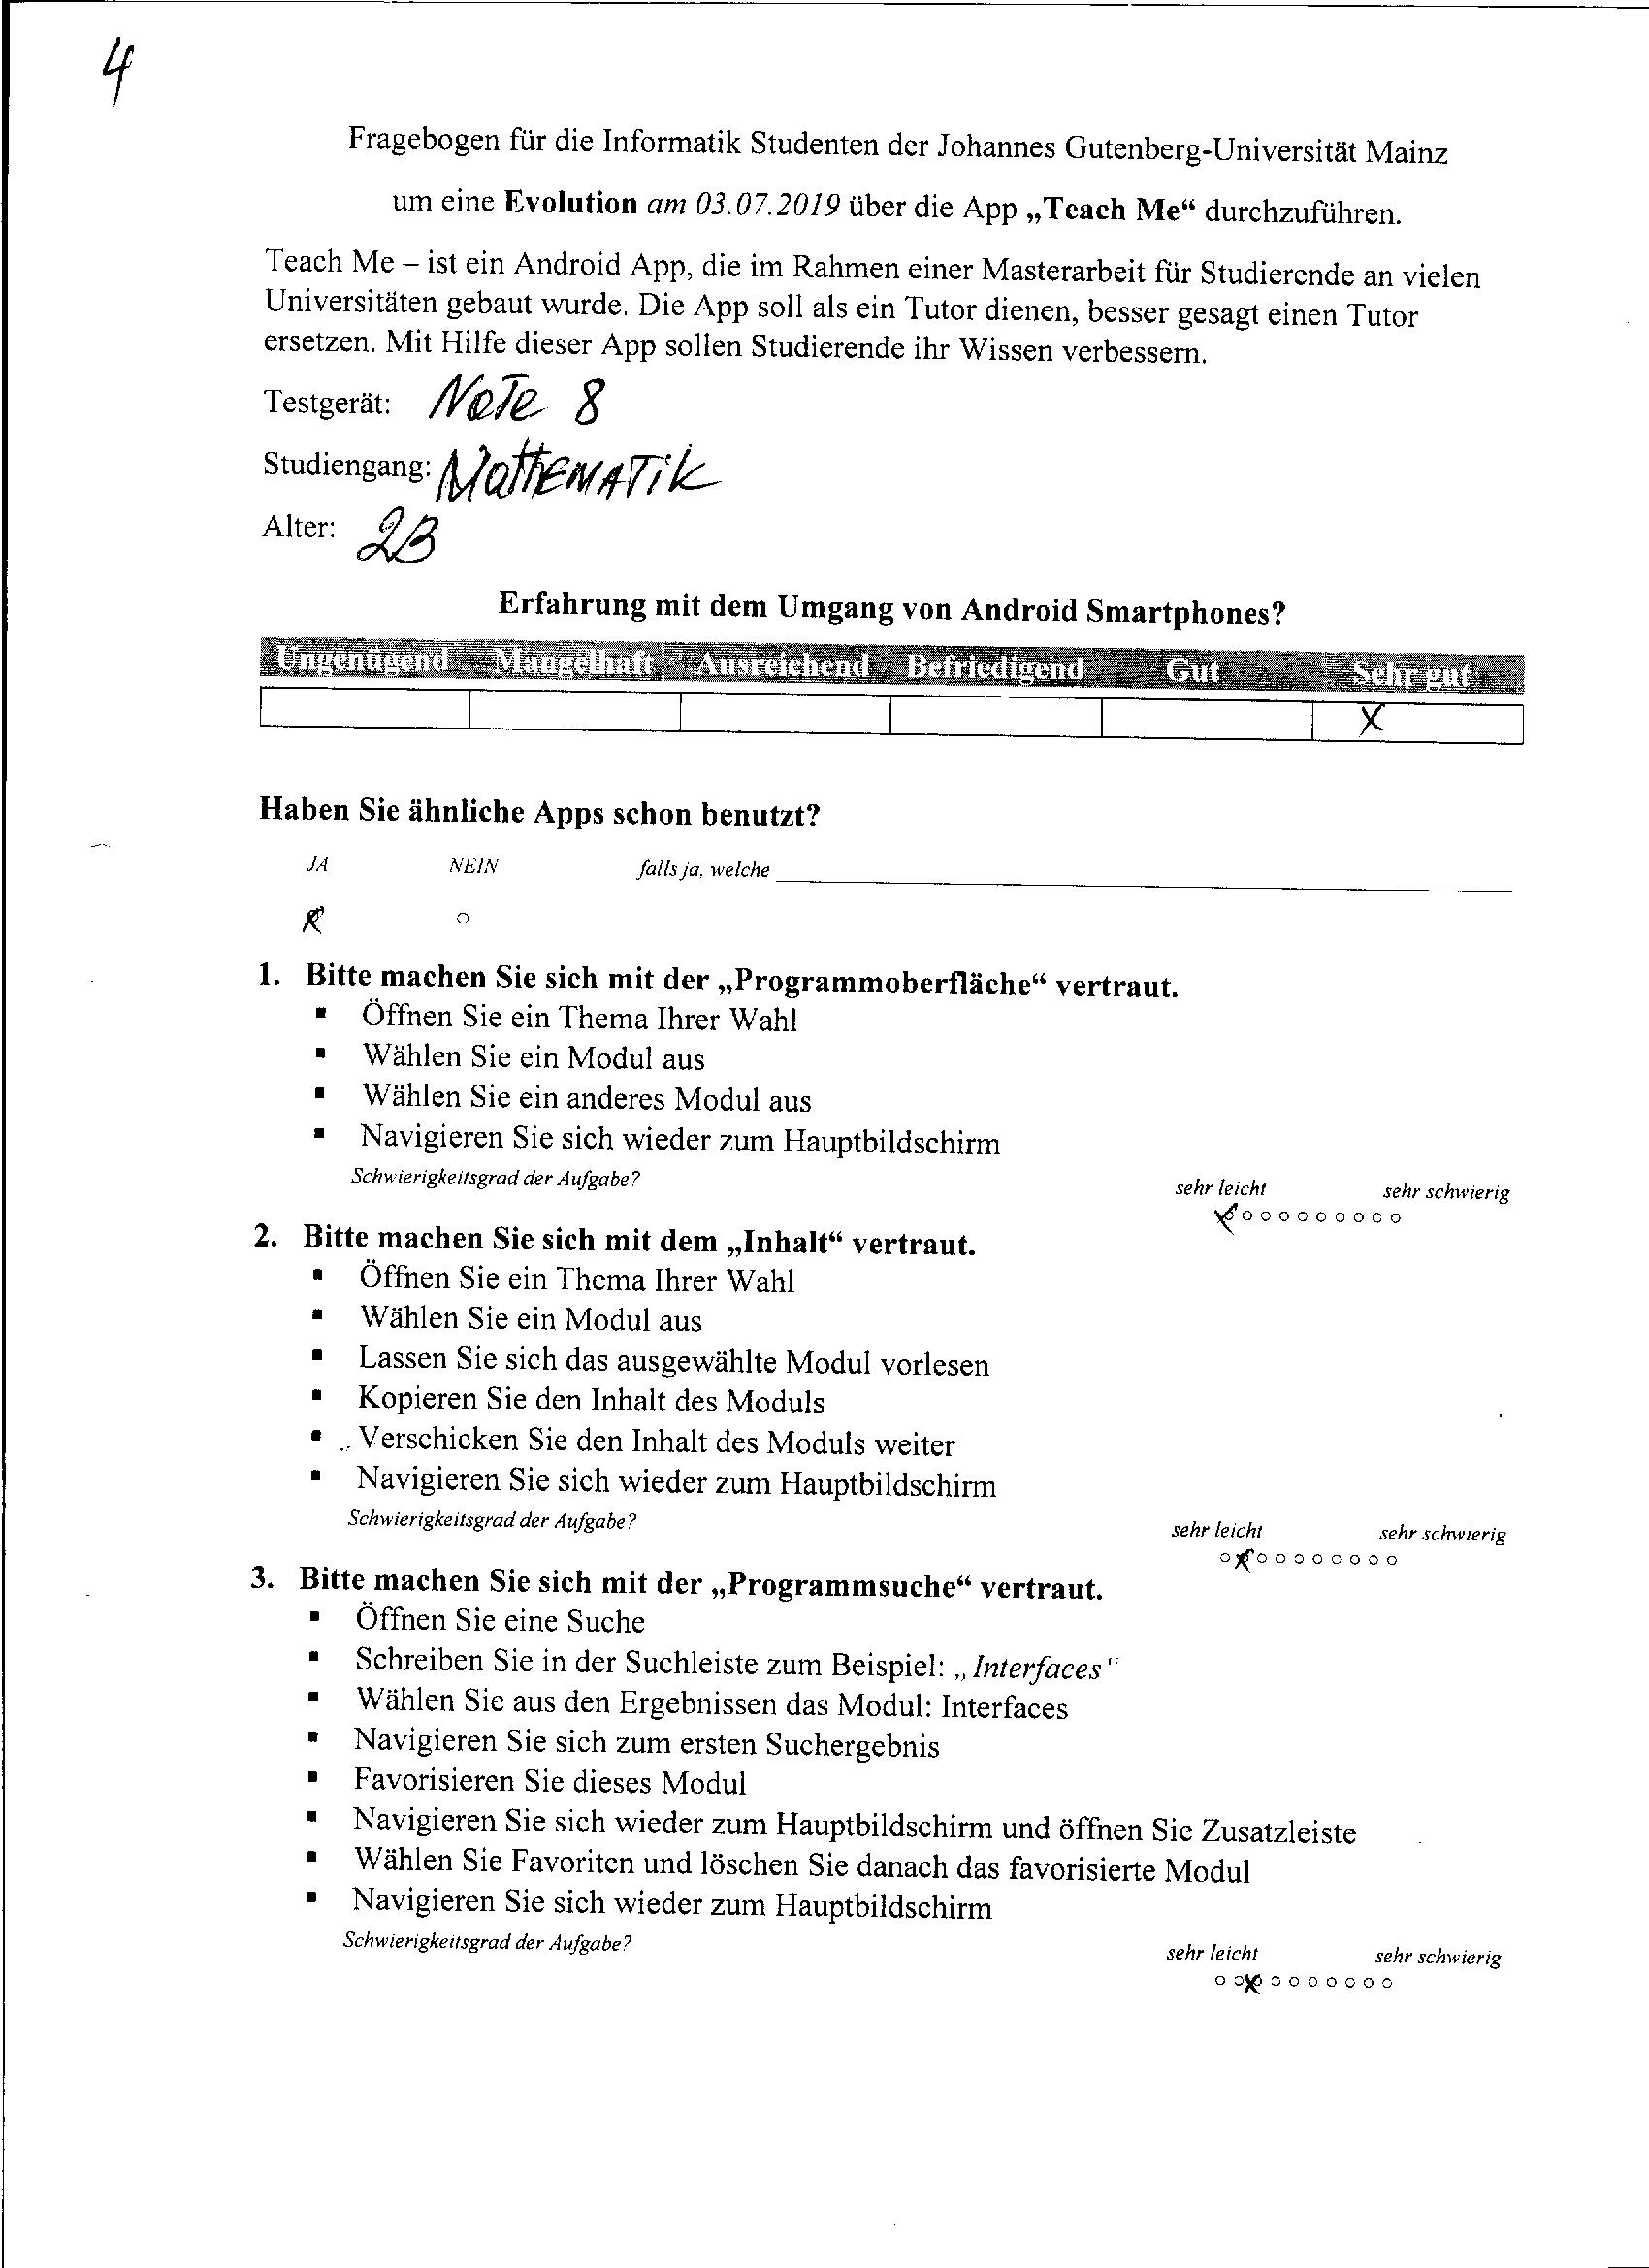 4
Fragebogen für die Informatik Studenten der Johannes Gutenberg-Universität Mainz
um eine Evolution am 03.07.2019 über die App „Teach Me“ durchzuführen.
Teach Me – ist ein Android App, die im Rahmen einer Masterarbeit für Studierende an vielen
Universitäten gebaut wurde. Die App soll als ein Tutor dienen, besser gesagt einen Tutor
ersetzen. Mit Hilfe dieser App sollen Studierende ihr Wissen verbessern.
Testgerät: Note 8
Studiengang: MathEMATiK
Alter: 23
Erfahrung mit dem Umgang von Android Smartphones?
Ungenügend Mangelhaft Ausreichend Befriedigend Gut Sehr gut
X
Haben Sie ähnliche Apps schon benutzt?
JA NEIN falls ja, welche
1. Bitte machen Sie sich mit der „Programmoberfläche“ vertraut.
▪ Öffnen Sie ein Thema Ihrer Wahl
▪ Wählen Sie ein Modul aus
▪ Wählen Sie ein anderes Modul aus
▪ Navigieren Sie sich wieder zum Hauptbildschirm
Schwierigkeitsgrad der Aufgabe? sehr leicht sehr schwierig
2. Bitte machen Sie sich mit dem „Inhalt“ vertraut.
▪ Öffnen Sie ein Thema Ihrer Wahl
▪ Wählen Sie ein Modul aus
▪ Lassen Sie sich das ausgewählte Modul vorlesen
▪ Kopieren Sie den Inhalt des Moduls
▪ Verschicken Sie den Inhalt des Moduls weiter
▪ Navigieren Sie sich wieder zum Hauptbildschirm
Schwierigkeitsgrad der Aufgabe? sehr leicht sehr schwierig
3. Bitte machen Sie sich mit der „Programmsuche“ vertraut.
▪ Öffnen Sie eine Suche
▪ Schreiben Sie in der Suchleiste zum Beispiel: „Interfaces“
▪ Wählen Sie aus den Ergebnissen das Modul: Interfaces
▪ Navigieren Sie sich zum ersten Suchergebnis
▪ Favorisieren Sie dieses Modul
▪ Navigieren Sie sich wieder zum Hauptbildschirm und öffnen Sie Zusatzleiste
▪ Wählen Sie Favoriten und löschen Sie danach das favorisierte Modul
▪ Navigieren Sie sich wieder zum Hauptbildschirm
Schwierigkeitsgrad der Aufgabe? sehr leicht sehr schwierig